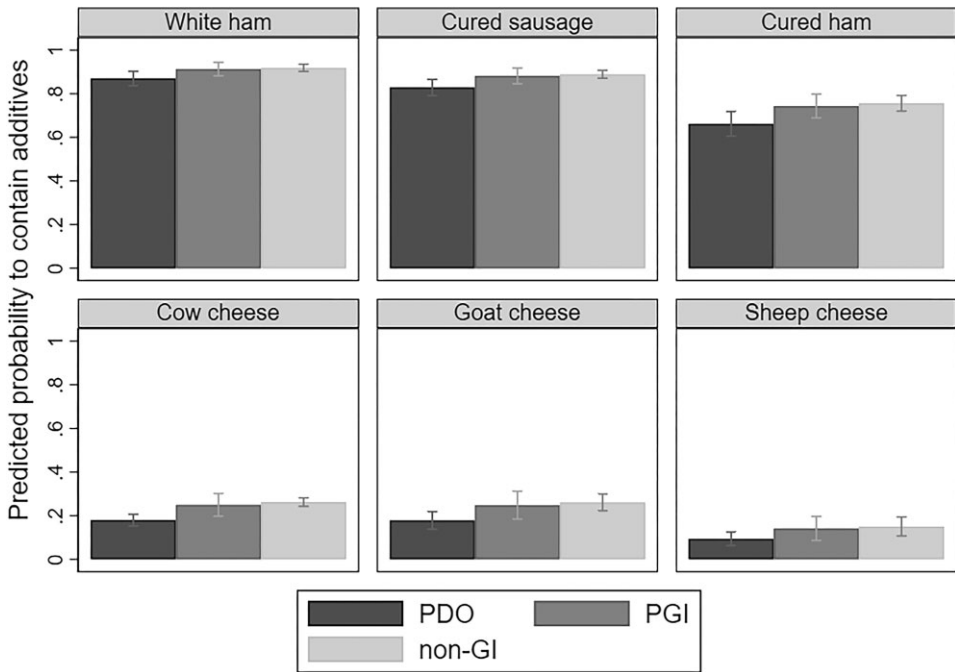 White ham Cured sausage Cured ham
Predicted probability to contain additives
1
.8
.6
.4
.2
0
Cow cheese Goat cheese Sheep cheese
1
.8
.6
.4
.2
0
PDO PGI
non-GI